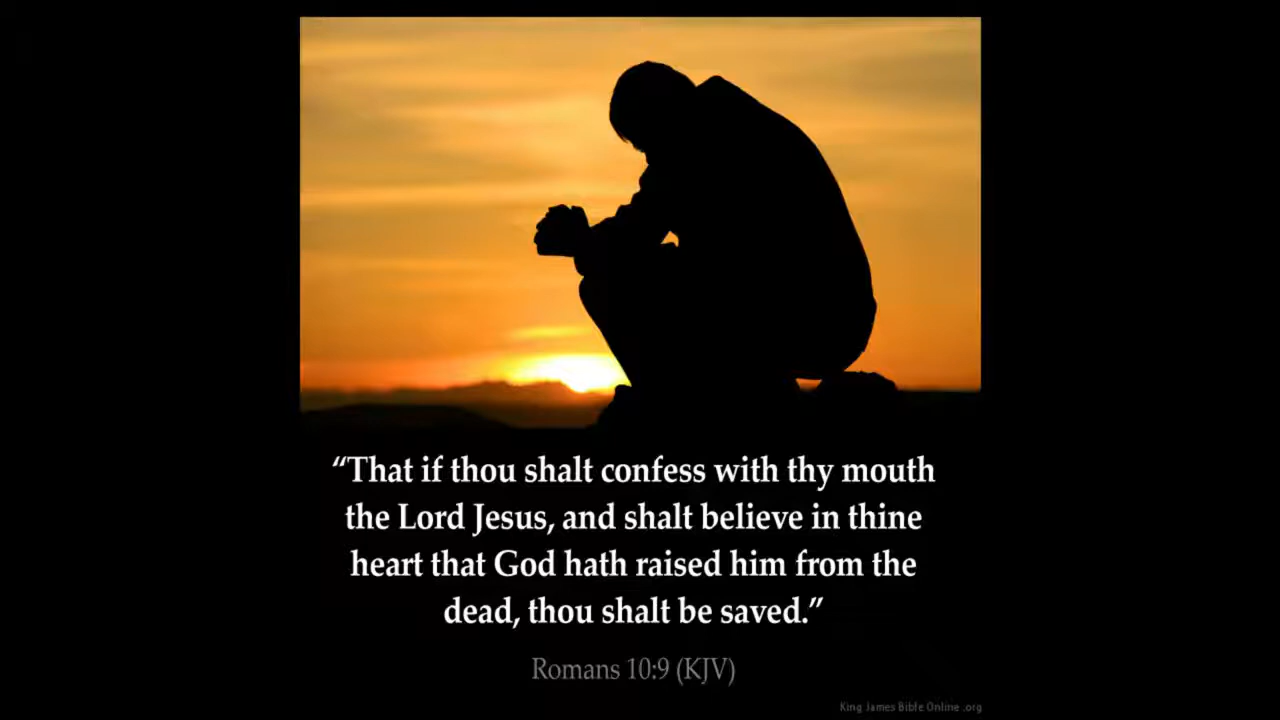 “That if thou shalt confess with thy mouth
the Lord Jesus, and shalt believe in thine
heart that God hath raised him from the
dead, thou shalt be saved.”
Romans 10:9 (KJV)
King James Bible Online .org